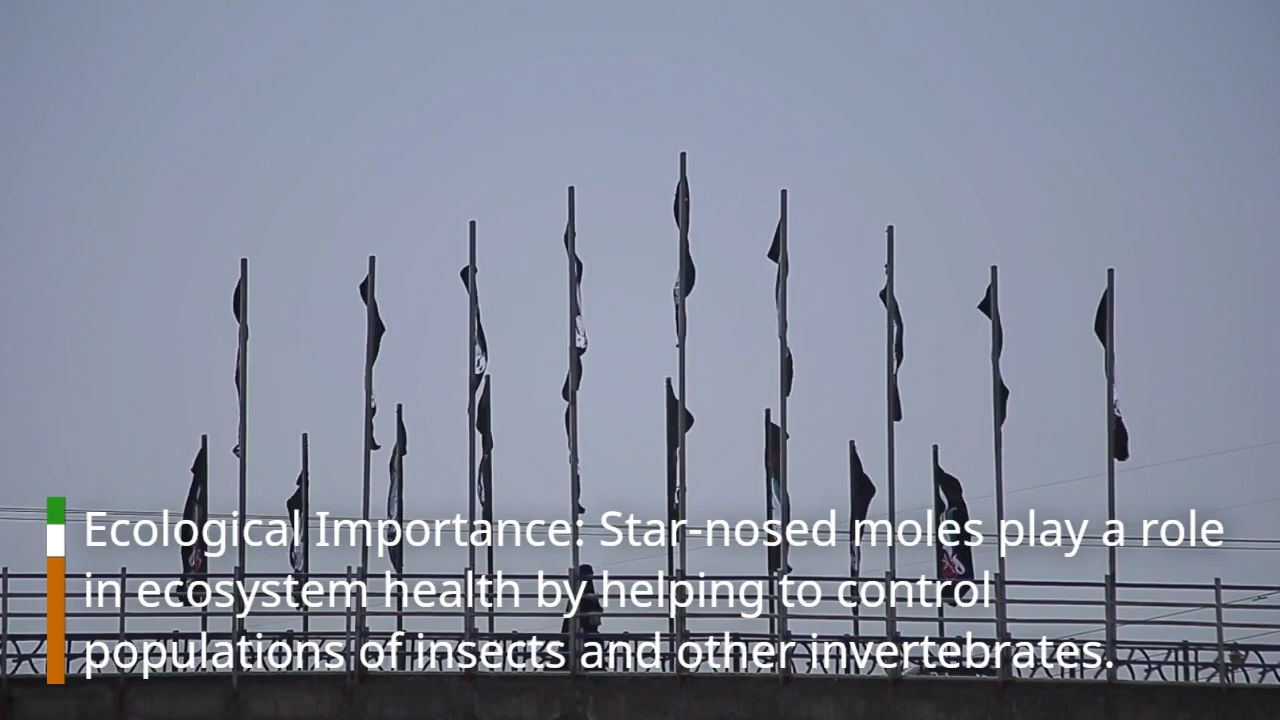 Ecological Importance: Star-nosed moles play a role
in ecosystem health by helping to control
populations of insects and other invertebrates.